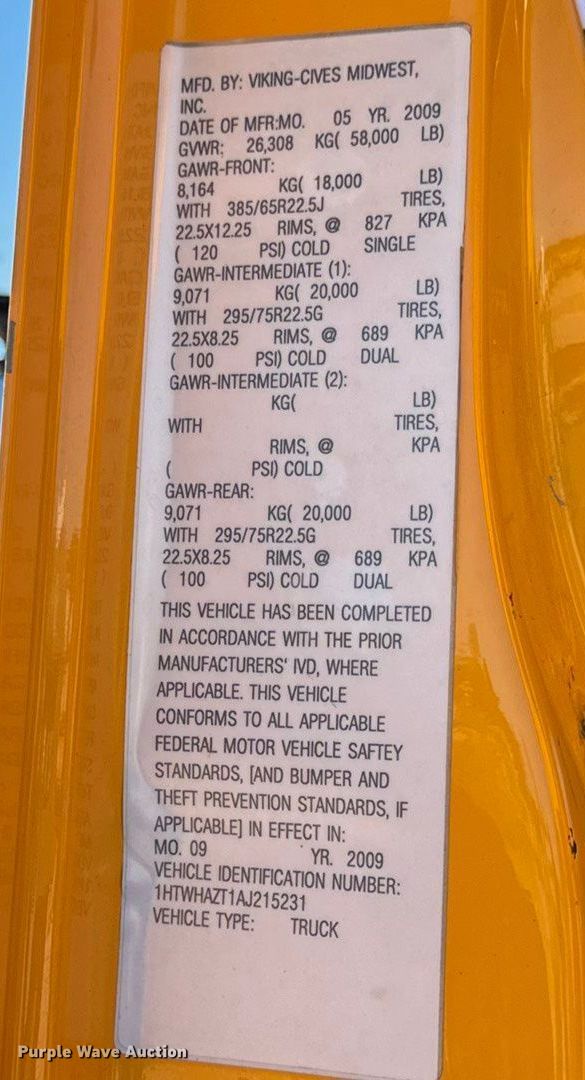 MFD. BY: VIKING-CIVES MIDWEST,
INC.
DATE OF MFR:MO. 05 YR. 2009
GVWR: 26,308 KG( 58,000 LB)
GAWR-FRONT:
8,164 KG( 18,000 LB)
WITH 385/65R22.5J TIRES,
22.5X12.25 RIMS, @ 827 KPA
( 120 PSI) COLD SINGLE
GAWR-INTERMEDIATE (1):
9,071 KG( 20,000 LB)
WITH 295/75R22.5G TIRES,
22.5X8.25 RIMS, @ 689 KPA
( 100 PSI) COLD DUAL
GAWR-INTERMEDIATE (2):
KG( LB)
WITH TIRES,
RIMS, @ KPA
( PSI) COLD
GAWR-REAR:
9,071 KG( 20,000 LB)
WITH 295/75R22.5G TIRES,
22.5X8.25 RIMS, @ 689 KPA
( 100 PSI) COLD DUAL
THIS VEHICLE HAS BEEN COMPLETED
IN ACCORDANCE WITH THE PRIOR
MANUFACTURERS' IVD, WHERE
APPLICABLE. THIS VEHICLE
CONFORMS TO ALL APPLICABLE
FEDERAL MOTOR VEHICLE SAFTEY
STANDARDS, [AND BUMPER AND
THEFT PREVENTION STANDARDS, IF
APPLICABLE] IN EFFECT IN:
MO. 09 YR. 2009
VEHICLE IDENTIFICATION NUMBER:
1HTWHAZT1AJ215231
VEHICLE TYPE: TRUCK
Purple Wave Auction